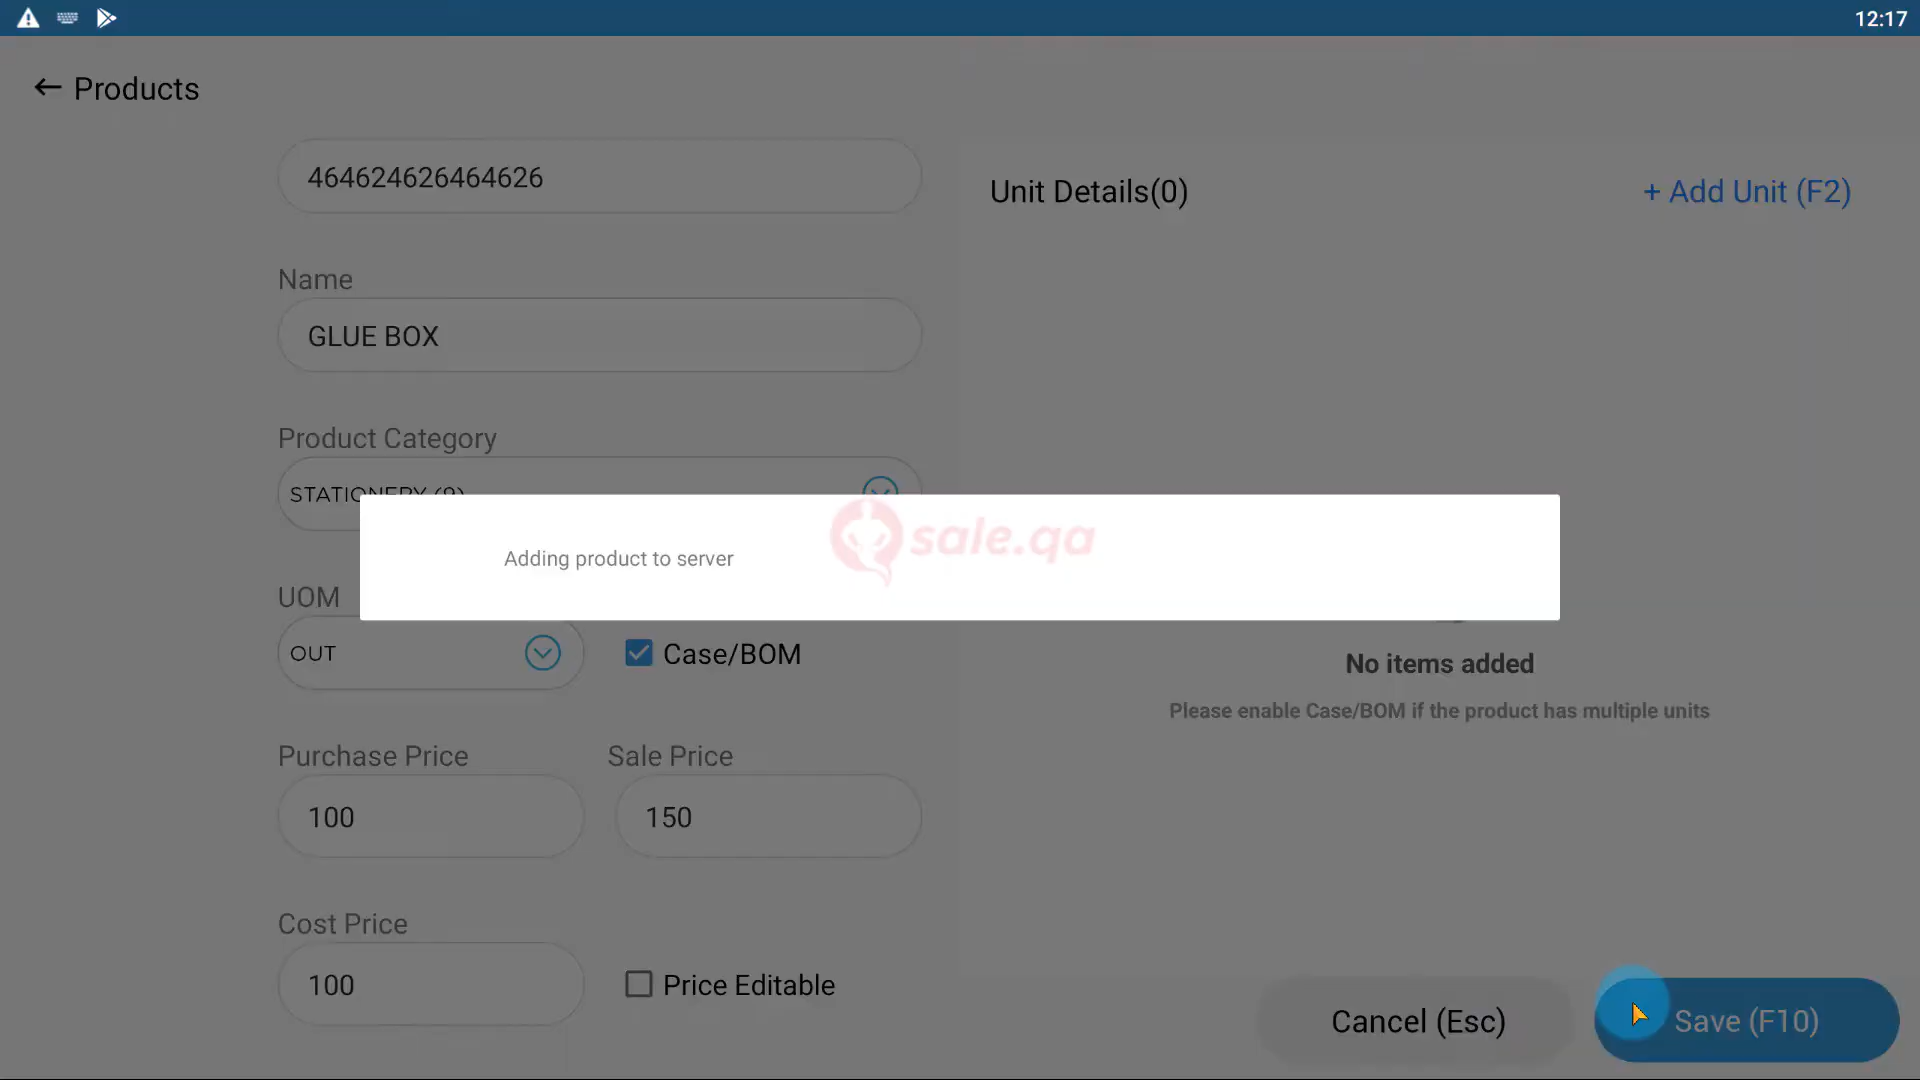 12:17
← Products
464624626464626
Unit Details(0)
+ Add Unit (F2)
Name
GLUE BOX
Product Category
STATIONERY (9)
sale.qa
Adding product to server
UOM
OUT
Case/BOM
No items added
Please enable Case/BOM if the product has multiple units
Purchase Price
Sale Price
100
150
Cost Price
100
Price Editable
Cancel (Esc)
Save (F10)